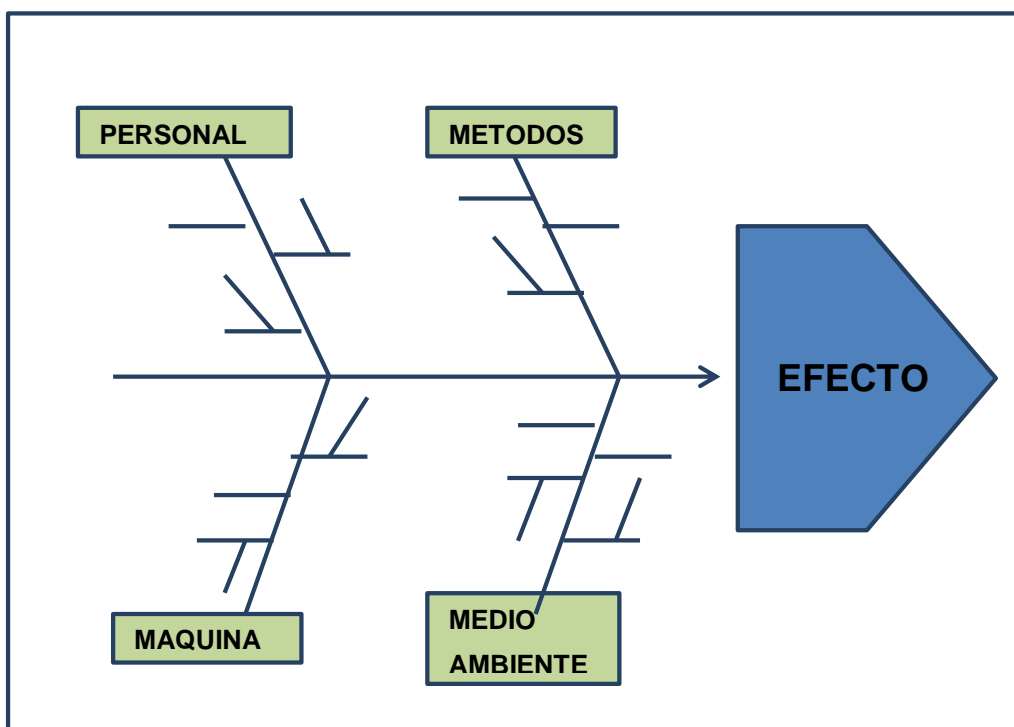 PERSONAL
METODOS
EFECTO
MAQUINA
MEDIO
AMBIENTE